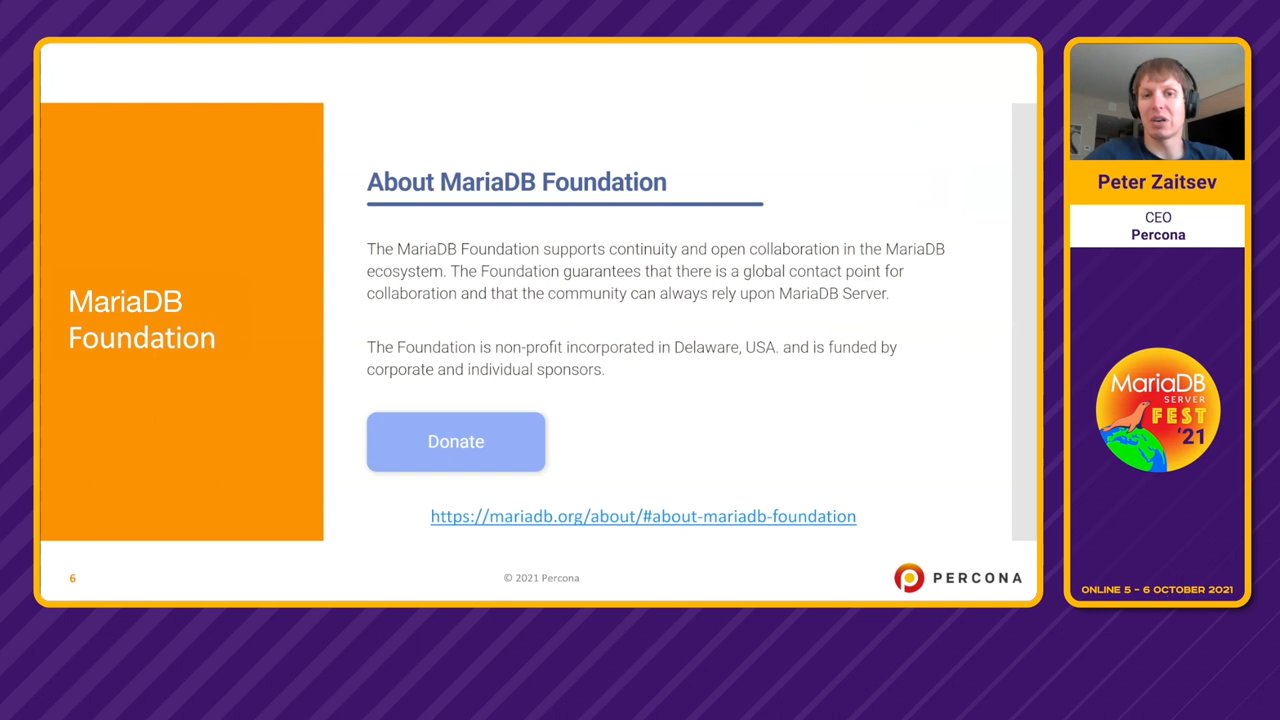 MariaDB
Foundation
About MariaDB Foundation
The MariaDB Foundation supports continuity and open collaboration in the MariaDB
ecosystem. The Foundation guarantees that there is a global contact point for
collaboration and that the community can always rely upon MariaDB Server.
The Foundation is non-profit incorporated in Delaware, USA. and is funded by
corporate and individual sponsors.
Donate
https://mariadb.org/about/#about-mariadb-foundation
6
© 2021 Percona
PERCONA
Peter Zaitsev
CEO
Percona
MariaDB
SERVER
FEST
'21
ONLINE 5 - 6 OCTOBER 2021